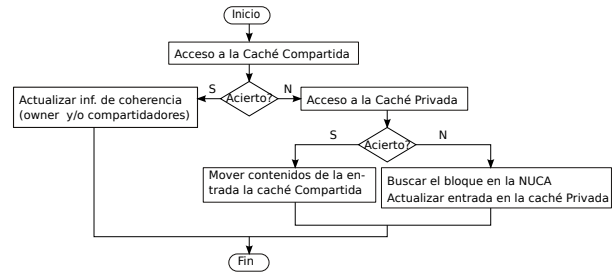 Inicio
Acceso a la Caché Compartida
S
Acierto?
N
Actualizar inf. de coherencia
(owner y/o compartidadores)
Acceso a la Caché Privada
S
Acierto?
N
Mover contenidos de la en-
trada la caché Compartida
Buscar el bloque en la NUCA
Actualizar entrada en la caché Privada
Fin